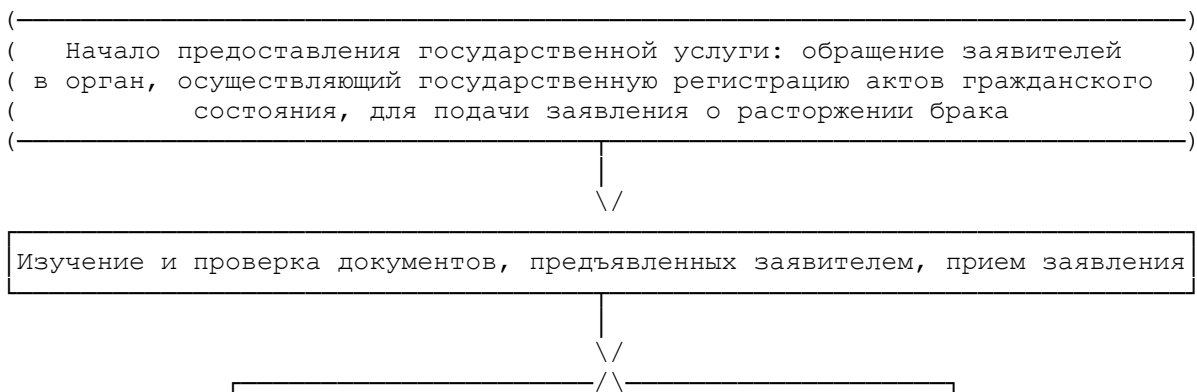 Начало предоставления государственной услуги: обращение заявителей
в орган, осуществляющий государственную регистрацию актов гражданского
состояния, для подачи заявления о расторжении брака
Изучение и проверка документов, предъявленных заявителем, прием заявления